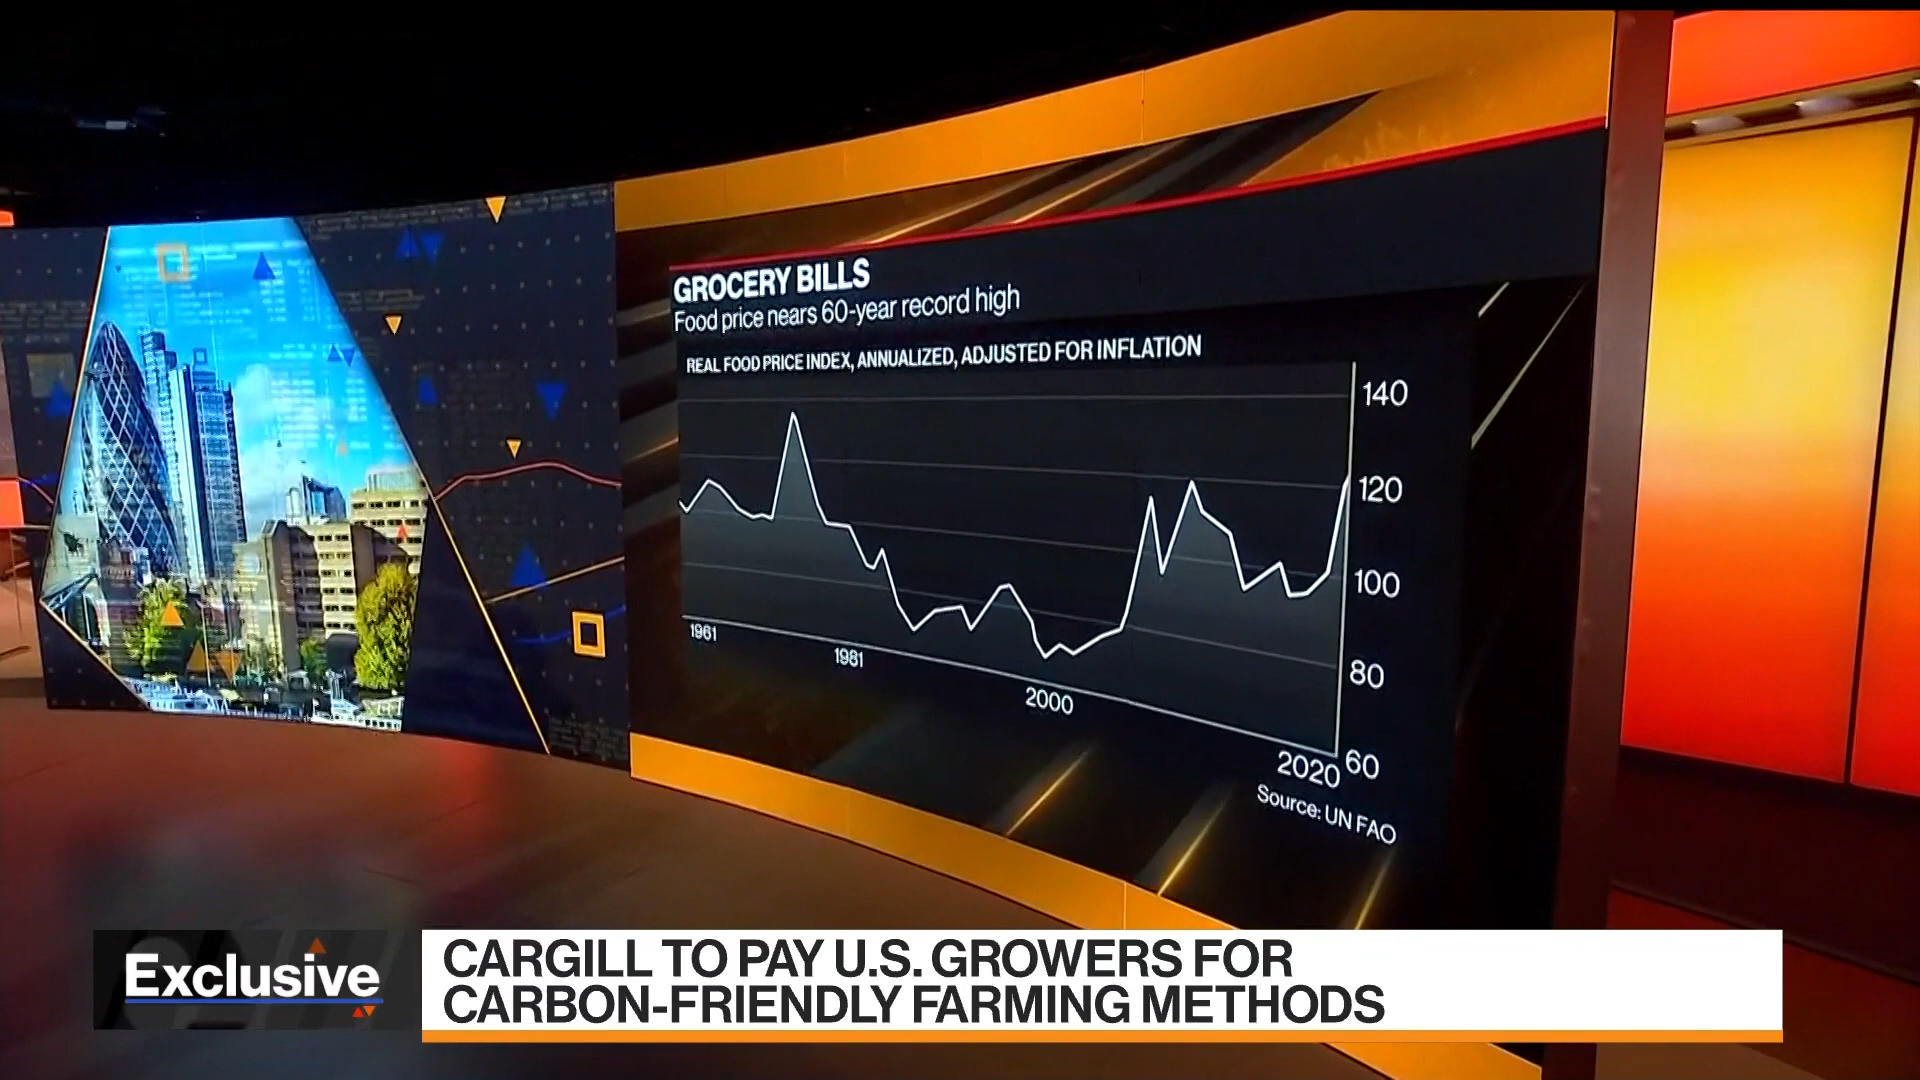 GROCERY BILLS
Food price nears 60-year record high
REAL FOOD PRICE INDEX, ANNUALIZED, ADJUSTED FOR INFLATION
140
120
100
80
60
1961
1981
2000
2020
Source: UN FAO
Exclusive
CARGILL TO PAY U.S. GROWERS FOR
CARBON-FRIENDLY FARMING METHODS